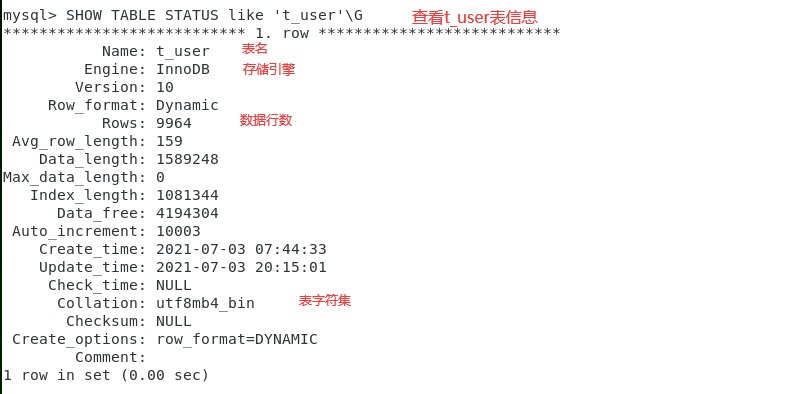 mysql> SHOW TABLE STATUS like 't_user'\G 查看t_user表信息
*************************** 1. row ***************************
Name: t_user 表名
Engine: InnoDB 存储引擎
Version: 10
Row_format: Dynamic
Rows: 9964 数据行数
Avg_row_length: 159
Data_length: 1589248
Max_data_length: 0
Index_length: 1081344
Data_free: 4194304
Auto_increment: 10003
Create_time: 2021-07-03 07:44:33
Update_time: 2021-07-03 20:15:01
Check_time: NULL
Collation: utf8mb4_bin 表字符集
Checksum: NULL
Create_options: row_format=DYNAMIC
Comment:
1 row in set (0.00 sec)